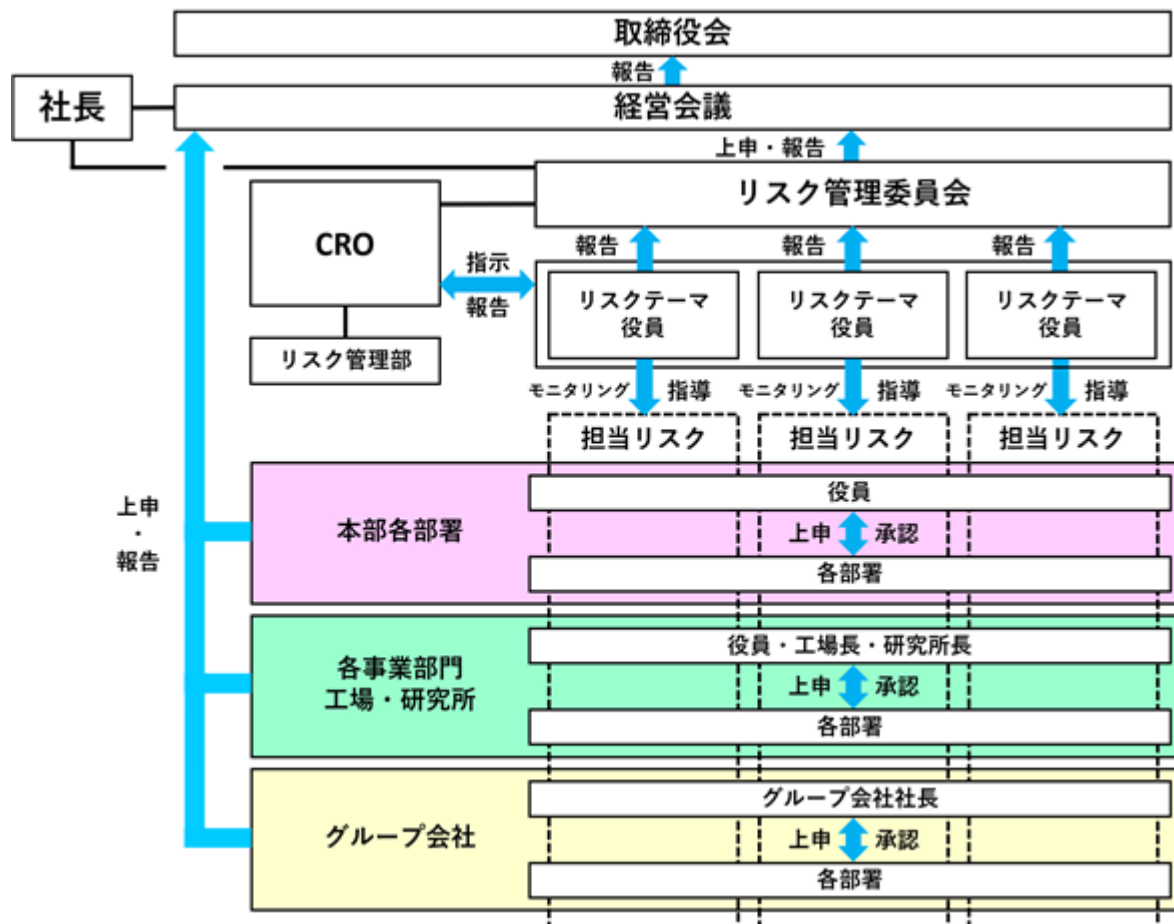 取締役会
報告
社長
経営会議
上申・報告
リスク管理委員会
CRO
指示
報告
報告
報告
報告
リスクテーマ
役員
リスクテーマ
役員
リスクテーマ
役員
リスク管理部
モニタリング
指導
モニタリング
指導
モニタリング
指導
担当リスク
担当リスク
担当リスク
上申
・
報告
本部各部署
役員
上申
承認
各部署
各事業部門
工場・研究所
役員・工場長・研究所長
上申
承認
各部署
グループ会社
グループ会社社長
上申
承認
各部署